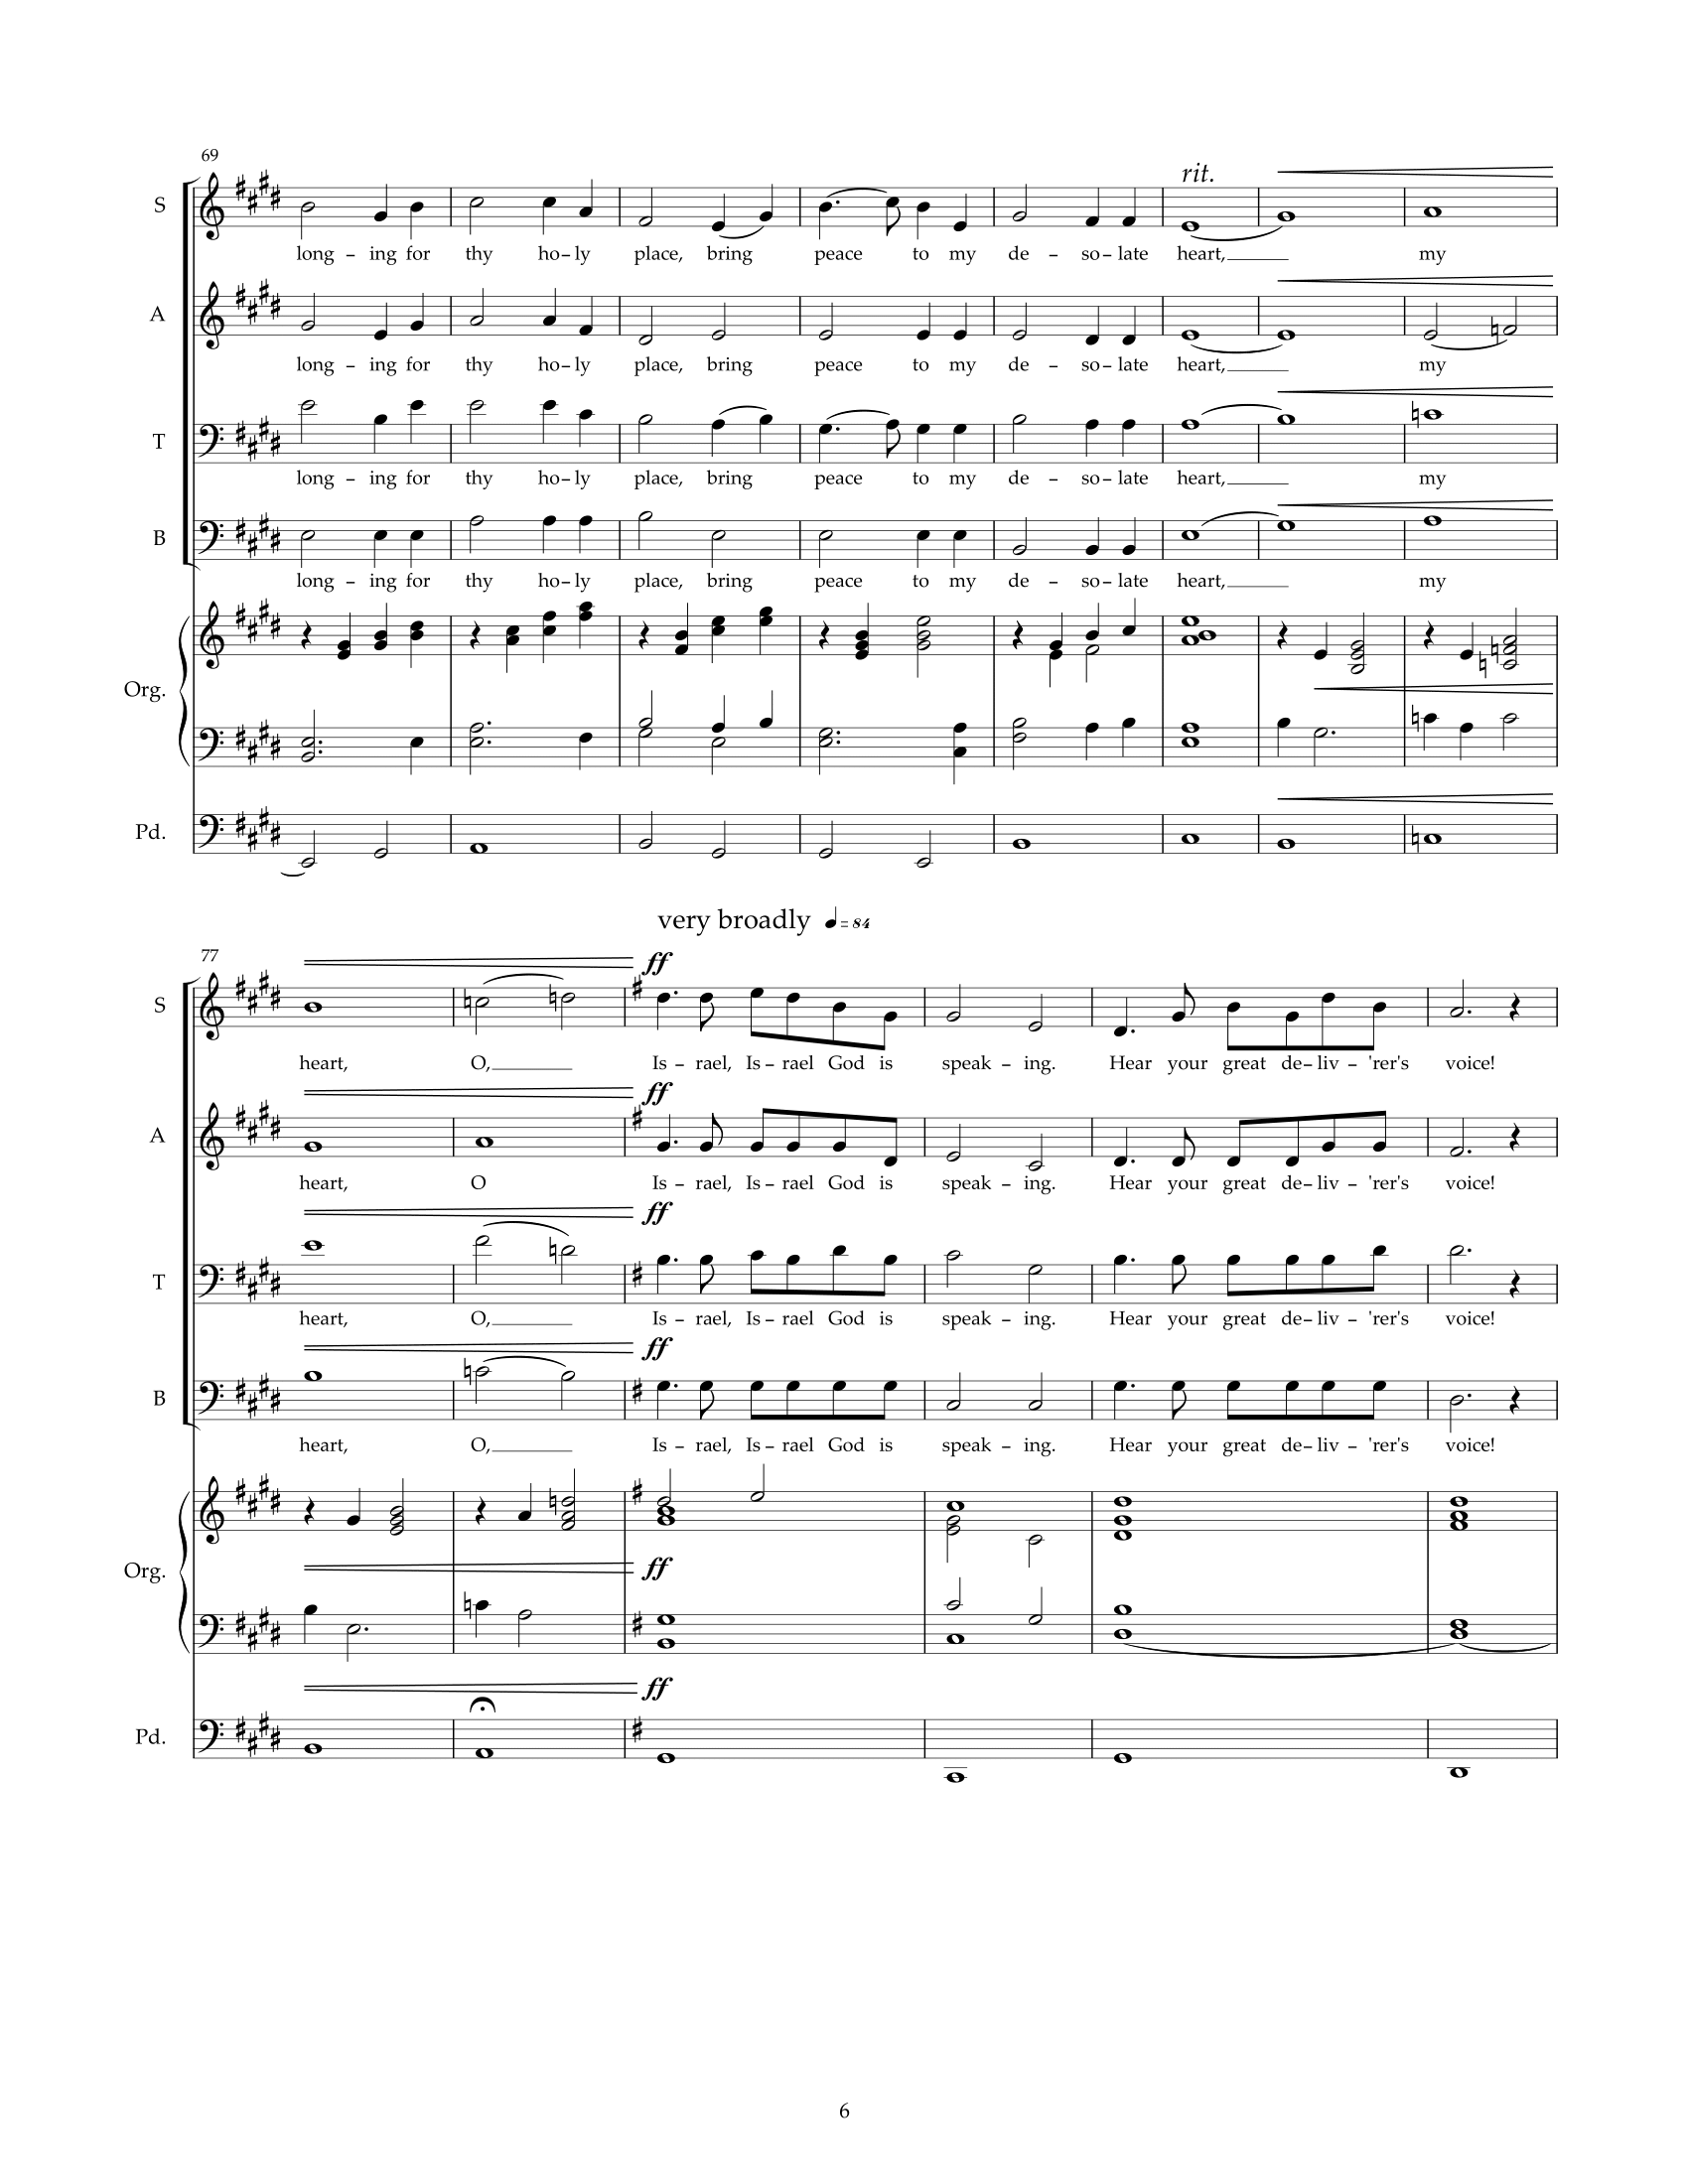 69
rit.
S
long - ing for thy ho - ly place, bring peace to my de - so - late heart, my
A
long - ing for thy ho - ly place, bring peace to my de - so - late heart, my
T
long - ing for thy ho - ly place, bring peace to my de - so - late heart, my
B
long - ing for thy ho - ly place, bring peace to my de - so - late heart, my
Org.
Pd.
very broadly ♩ = 84
77
ff
S
heart, O, Is - rael, Is - rael God is speak - ing. Hear your great de - liv - 'rer's voice!
ff
A
heart, O Is - rael, Is - rael God is speak - ing. Hear your great de - liv - 'rer's voice!
ff
T
heart, O, Is - rael, Is - rael God is speak - ing. Hear your great de - liv - 'rer's voice!
ff
B
heart, O, Is - rael, Is - rael God is speak - ing. Hear your great de - liv - 'rer's voice!
ff
Org.
ff
Pd.
6